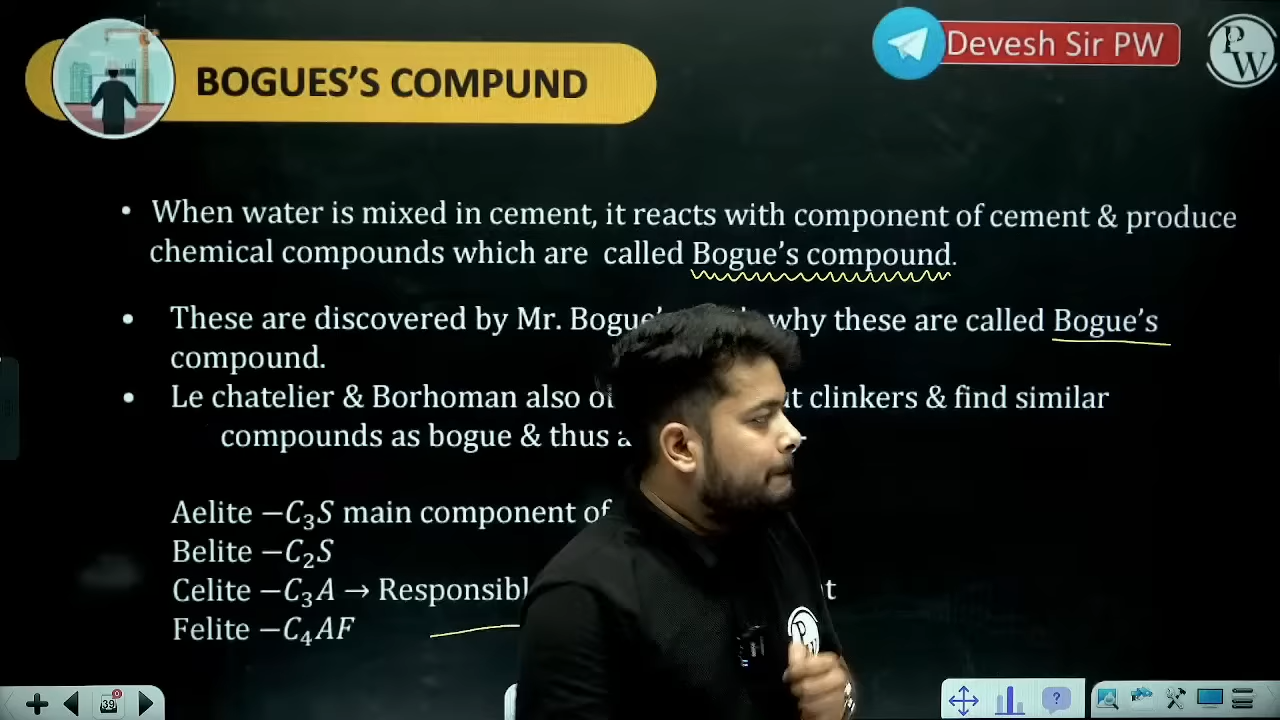 BOGUES'S COMPUND
Devesh Sir PW
PW
• When water is mixed in cement, it reacts with component of cement & produce
chemical compounds which are called Bogue's compound.
• These are discovered by Mr. Bogue' why these are called Bogue's
compound.
• Le chatelier & Borhoman also clinkers & find similar
compounds as bogue & thus
Aelite −C₃S main component of
Belite −C₂S
Celite −C₃A → Responsibl
Felite −C₄AF
PW
39